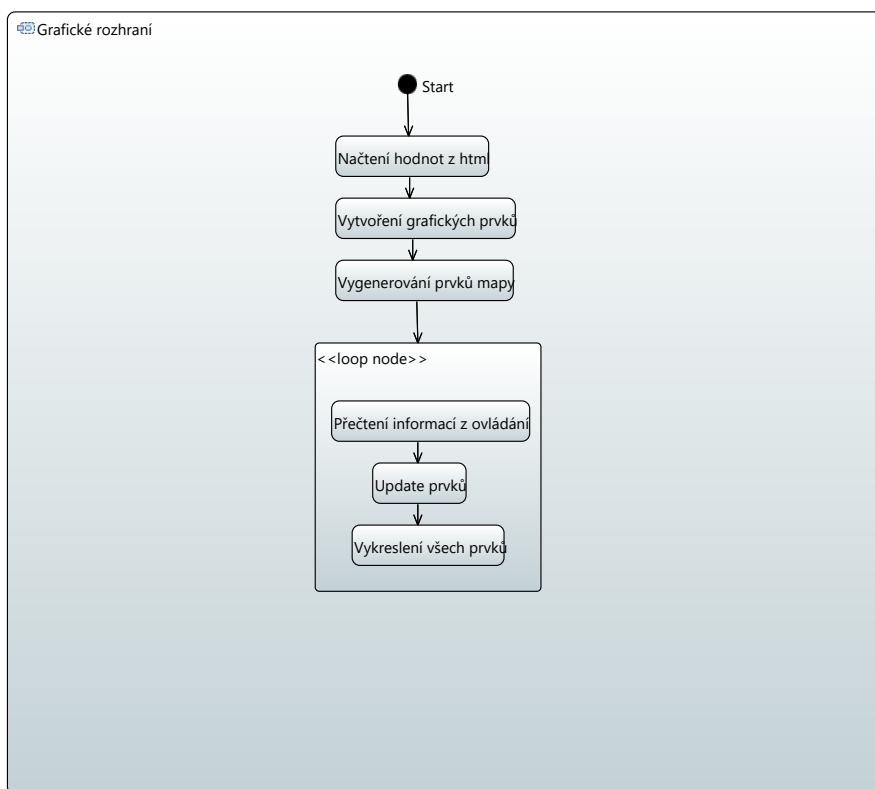 Grafické rozhraní
Start
Načtení hodnot z html
Vytvoření grafických prvků
Vygenerování prvků mapy
<<loop node>>
Přečtení informací z ovládání
Update prvků
Vykreslení všech prvků